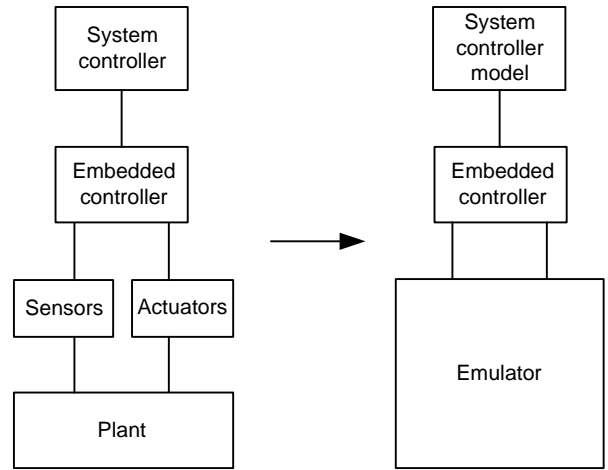 System
controller
Embedded
controller
Sensors
Actuators
Plant
System
controller
model
Embedded
controller
Emulator